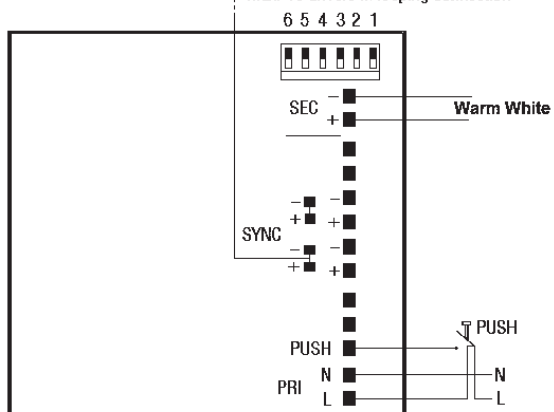 6 5 4 3 2 1
SEC
−
+
Warm White
− −
+ +
SYNC
− −
+ +
PUSH
PUSH
PRI
N
N
L
L